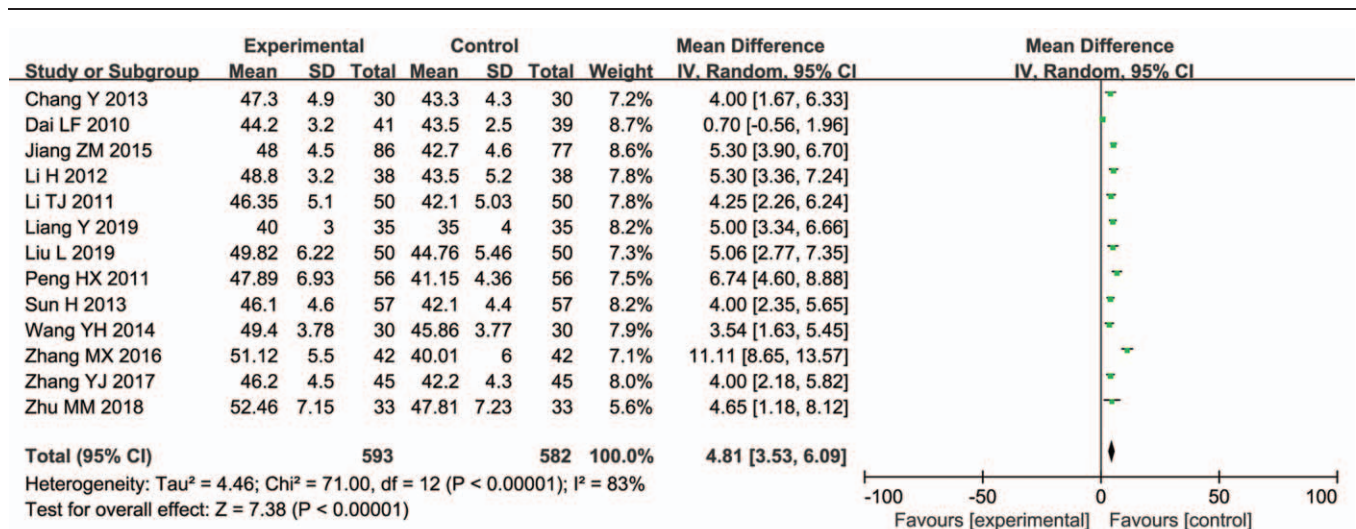 Experimental Control Mean Difference Mean Difference
Study or Subgroup Mean SD Total Mean SD Total Weight IV, Random, 95% CI IV, Random, 95% CI
Chang Y 2013 47.3 4.9 30 43.3 4.3 30 7.2% 4.00 [1.67, 6.33]
Dai LF 2010 44.2 3.2 41 43.5 2.5 39 8.7% 0.70 [-0.56, 1.96]
Jiang ZM 2015 48 4.5 86 42.7 4.6 77 8.6% 5.30 [3.90, 6.70]
Li H 2012 48.8 3.2 38 43.5 5.2 38 7.8% 5.30 [3.36, 7.24]
Li TJ 2011 46.35 5.1 50 42.1 5.03 50 7.8% 4.25 [2.26, 6.24]
Liang Y 2019 40 3 35 35 4 35 8.2% 5.00 [3.34, 6.66]
Liu L 2019 49.82 6.22 50 44.76 5.46 50 7.3% 5.06 [2.77, 7.35]
Peng HX 2011 47.89 6.93 56 41.15 4.36 56 7.5% 6.74 [4.60, 8.88]
Sun H 2013 46.1 4.6 57 42.1 4.4 57 8.2% 4.00 [2.35, 5.65]
Wang YH 2014 49.4 3.78 30 45.86 3.77 30 7.9% 3.54 [1.63, 5.45]
Zhang MX 2016 51.12 5.5 42 40.01 6 42 7.1% 11.11 [8.65, 13.57]
Zhang YJ 2017 46.2 4.5 45 42.2 4.3 45 8.0% 4.00 [2.18, 5.82]
Zhu MM 2018 52.46 7.15 33 47.81 7.23 33 5.6% 4.65 [1.18, 8.12]
Total (95% CI) 593 582 100.0% 4.81 [3.53, 6.09]
Heterogeneity: Tau² = 4.46; Chi² = 71.00, df = 12 (P < 0.00001); I² = 83%
Test for overall effect: Z = 7.38 (P < 0.00001)
-100 -50 0 50 100
Favours [experimental] Favours [control]